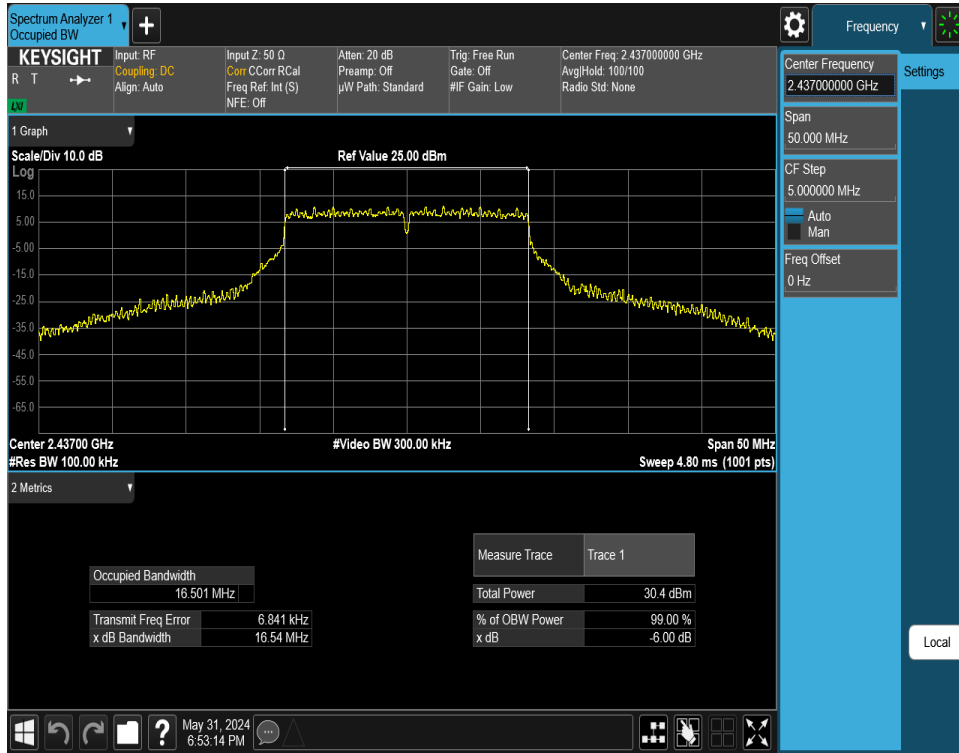 Spectrum Analyzer 1
Occupied BW
Frequency
KEYSIGHT
R T
LXI
Input: RF
Coupling: DC
Align: Auto
Input Z: 50 Ω
Corr CCorr RCal
Freq Ref: Int (S)
NFE: Off
Atten: 20 dB
Preamp: Off
µW Path: Standard
Trig: Free Run
Gate: Off
#IF Gain: Low
Center Freq: 2.437000000 GHz
Avg|Hold: 100/100
Radio Std: None
Center Frequency
2.437000000 GHz
Settings
Span
50.000 MHz
CF Step
5.000000 MHz
Auto
Man
Freq Offset
0 Hz
Local
1 Graph
Scale/Div 10.0 dB
Ref Value 25.00 dBm
Log
15.0
5.00
-5.00
-15.0
-25.0
-35.0
-45.0
-55.0
-65.0
Center 2.43700 GHz
#Video BW 300.00 kHz
Span 50 MHz
#Res BW 100.00 kHz
Sweep 4.80 ms (1001 pts)
2 Metrics
Occupied Bandwidth
16.501 MHz
Transmit Freq Error 6.841 kHz
x dB Bandwidth 16.54 MHz
Measure Trace Trace 1
Total Power 30.4 dBm
% of OBW Power 99.00 %
x dB -6.00 dB
May 31, 2024
6:53:14 PM